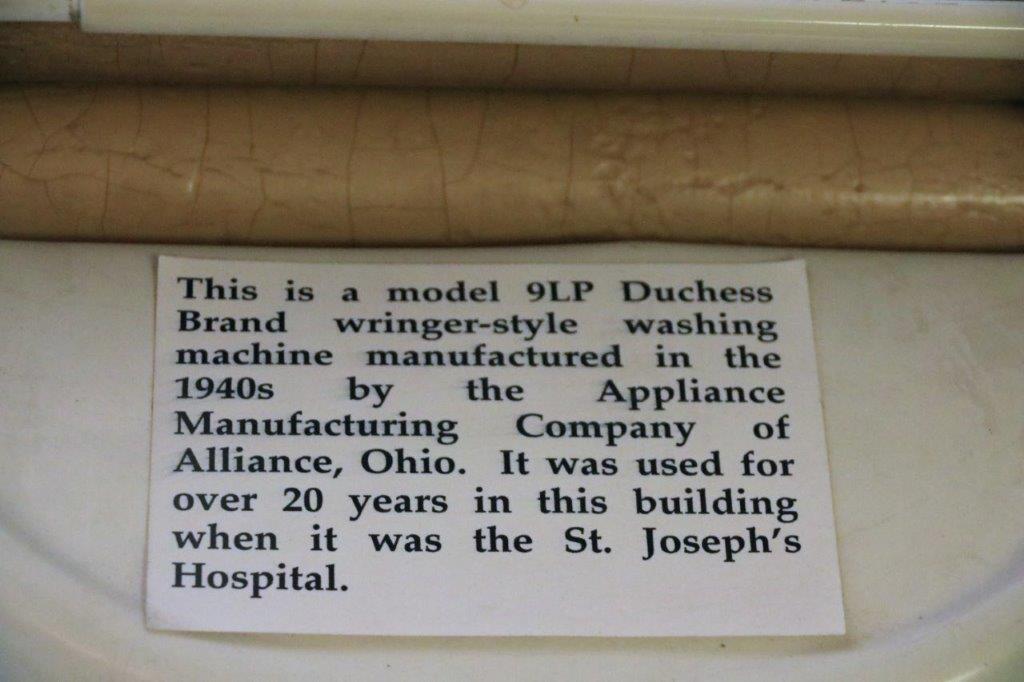 This is a model 9LP Duchess
Brand wringer-style washing
machine manufactured in the
1940s by the Appliance
Manufacturing Company of
Alliance, Ohio. It was used for
over 20 years in this building
when it was the St. Joseph's
Hospital.